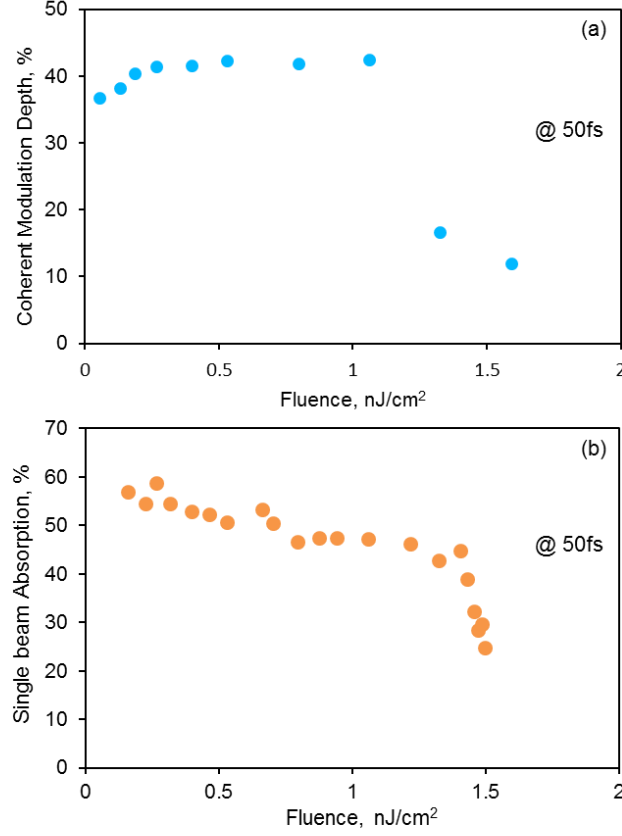 50
(a)
40
30
@ 50fs
20
10
0
0 0.5 1 1.5 2
Coherent Modulation Depth, %
Fluence, nJ/cm²
70
(b)
60
50
@ 50fs
40
30
20
10
0
0 0.5 1 1.5 2
Single beam Absorption, %
Fluence, nJ/cm²